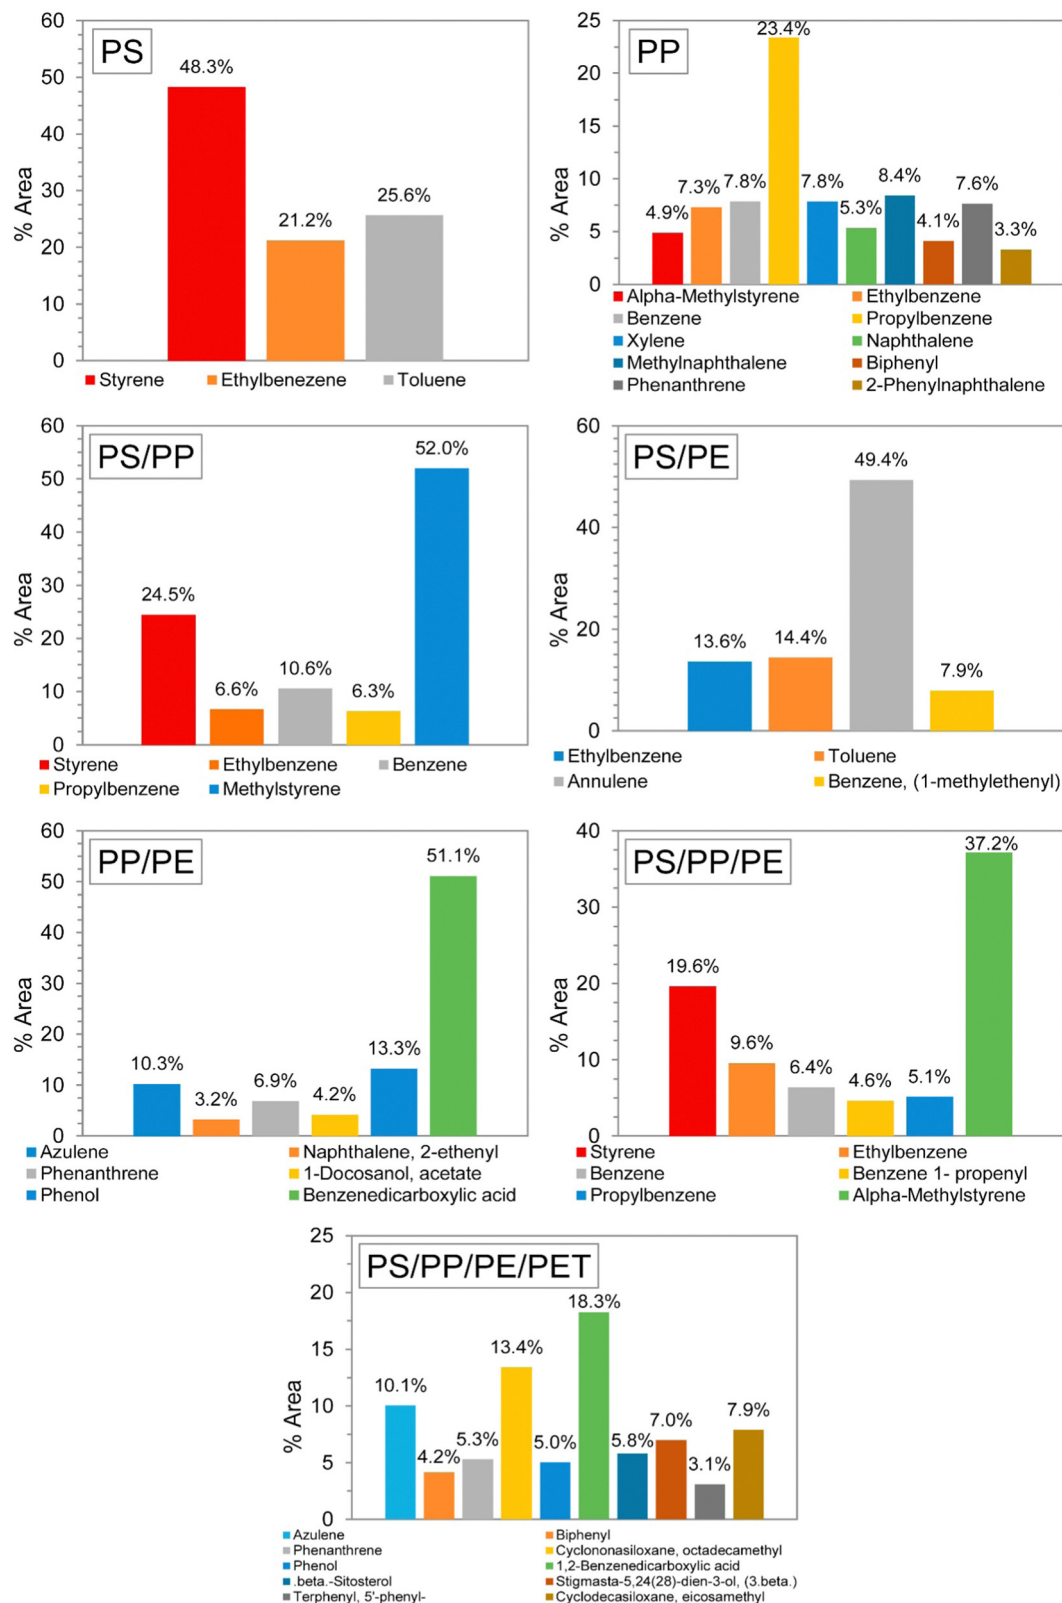 PS
% Area
60
50
40
30
20
10
0
48.3%
21.2%
25.6%
Styrene Ethylbenezene Toluene
PP
% Area
25
20
15
10
5
0
4.9%
7.3%
7.8%
23.4%
7.8%
5.3%
8.4%
4.1%
7.6%
3.3%
Alpha-Methylstyrene Ethylbenzene
Benzene Propylbenzene
Xylene Naphthalene
Methylnaphthalene Biphenyl
Phenanthrene 2-Phenylnaphthalene
PS/PP
% Area
60
50
40
30
20
10
0
24.5%
6.6%
10.6%
6.3%
52.0%
Styrene Ethylbenzene Benzene
Propylbenzene Methylstyrene
PS/PE
% Area
60
40
20
0
13.6%
14.4%
49.4%
7.9%
Ethylbenzene Toluene
Annulene Benzene, (1-methylethenyl)
PP/PE
% Area
60
50
40
30
20
10
0
10.3%
3.2%
6.9%
4.2%
13.3%
51.1%
Azulene Naphthalene, 2-ethenyl
Phenanthrene 1-Docosanol, acetate
Phenol Benzenedicarboxylic acid
PS/PP/PE
% Area
40
30
20
10
0
19.6%
9.6%
6.4%
4.6%
5.1%
37.2%
Styrene Ethylbenzene
Benzene Benzene 1- propenyl
Propylbenzene Alpha-Methylstyrene
PS/PP/PE/PET
% Area
25
20
15
10
5
0
10.1%
4.2%
5.3%
13.4%
5.0%
18.3%
5.8%
7.0%
3.1%
7.9%
Azulene Biphenyl
Phenanthrene Cyclononasiloxane, octadecamethyl
Phenol 1,2-Benzenedicarboxylic acid
.beta.-Sitosterol Stigmasta-5,24(28)-dien-3-ol, (3.beta.)
Terphenyl, 5'-phenyl- Cyclodecasiloxane, eicosamethyl